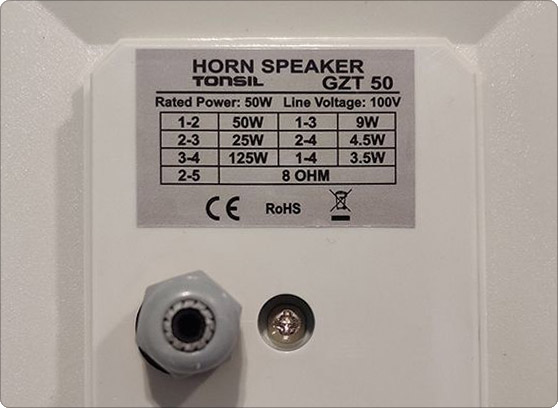 HORN SPEAKER
TONSIL GZT 50
Rated Power: 50W Line Voltage: 100V
1-2 50W 1-3 9W
2-3 25W 2-4 4.5W
3-4 125W 1-4 3.5W
2-5 8 OHM
CE RoHS